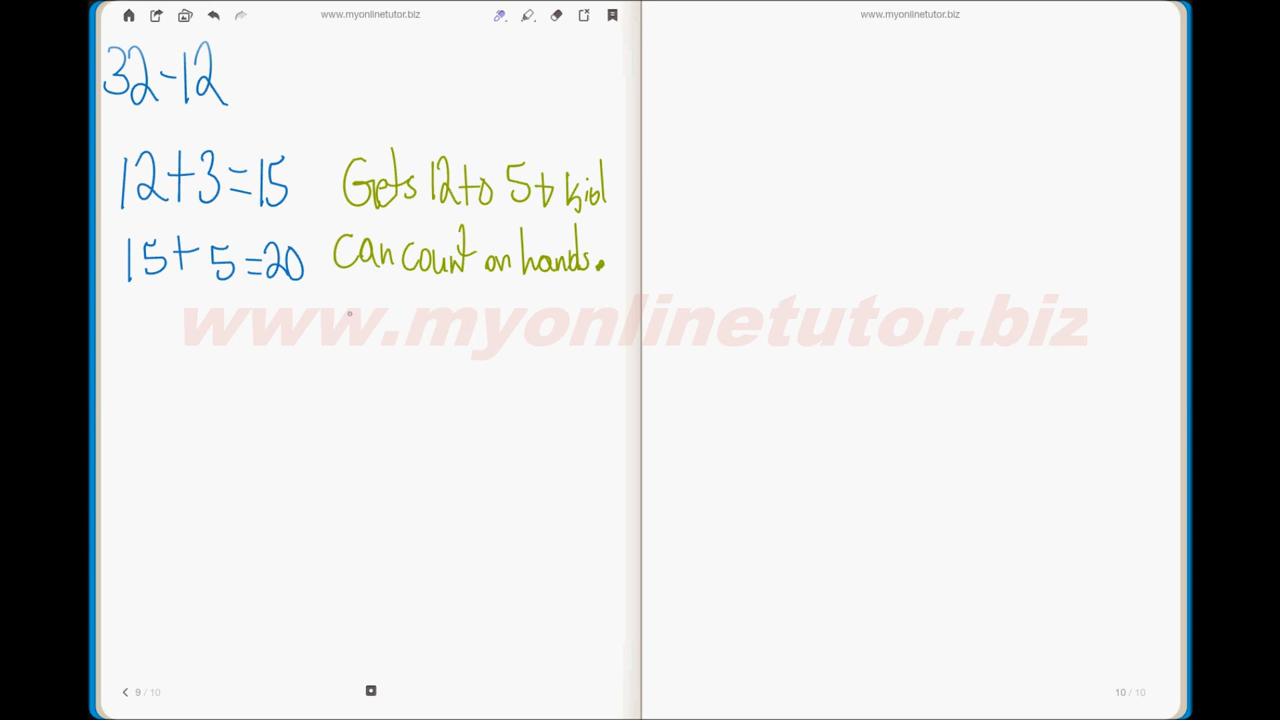 www.myonlinetutor.biz
www.myonlinetutor.biz
32-12
12+3=15 Gets 12 to 5 + kid
15+5=20 Can count on hands.
www.myonlinetutor.biz
9 / 10
10 / 10